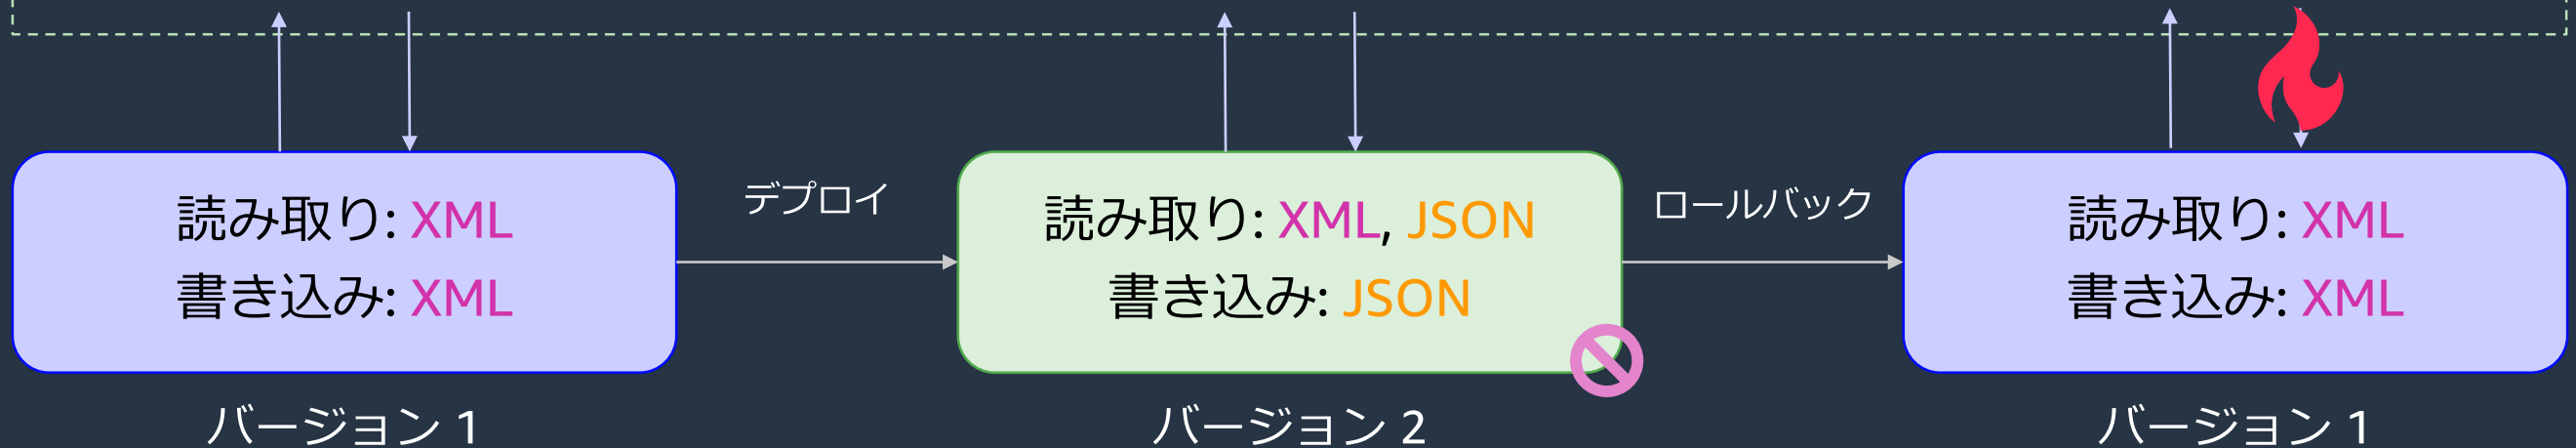 読み取り: XML
書き込み: XML
デプロイ
読み取り: XML, JSON
書き込み: JSON
ロールバック
読み取り: XML
書き込み: XML
バージョン 1
バージョン 2
バージョン 1